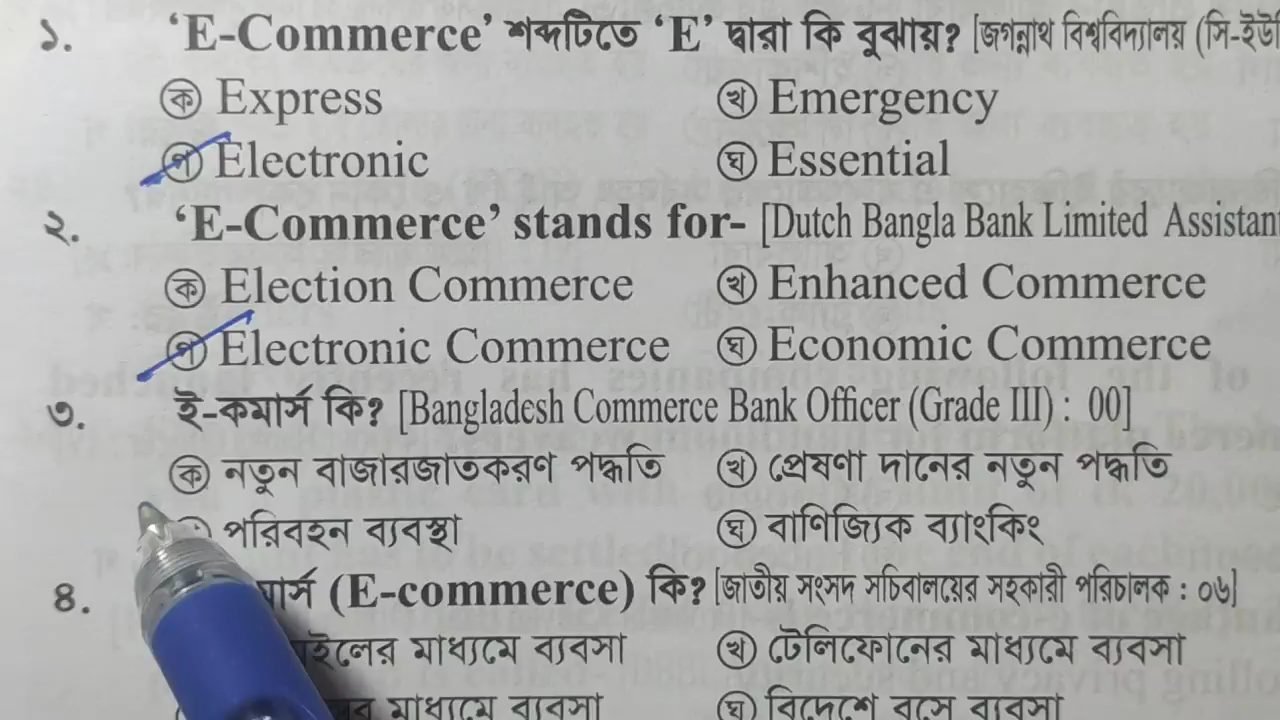 ১. ‘E-Commerce’ শব্দটিতে ‘E’ দ্বারা কি বুঝায়? [জগন্নাথ বিশ্ববিদ্যালয় (সি-ইউ
ক Express খ Emergency
গ Electronic ঘ Essential
২. ‘E-Commerce’ stands for- [Dutch Bangla Bank Limited Assistan
ক Election Commerce খ Enhanced Commerce
গ Electronic Commerce ঘ Economic Commerce
৩. ই-কমার্স কি? [Bangladesh Commerce Bank Officer (Grade III) : 00]
ক নতুন বাজারজাতকরণ পদ্ধতি খ প্রেষণা দানের নতুন পদ্ধতি
পরিবহন ব্যবস্থা ঘ বাণিজ্যিক ব্যাংকিং
৪. (E-commerce) কি? [জাতীয় সংসদ সচিবালয়ের সহকারী পরিচালক : ০৬]
মাধ্যমে ব্যবসা খ টেলিফোনের মাধ্যমে ব্যবসা
মাধ্যমে ব্যবসা ঘ বিদেশে বসে ব্যবসা